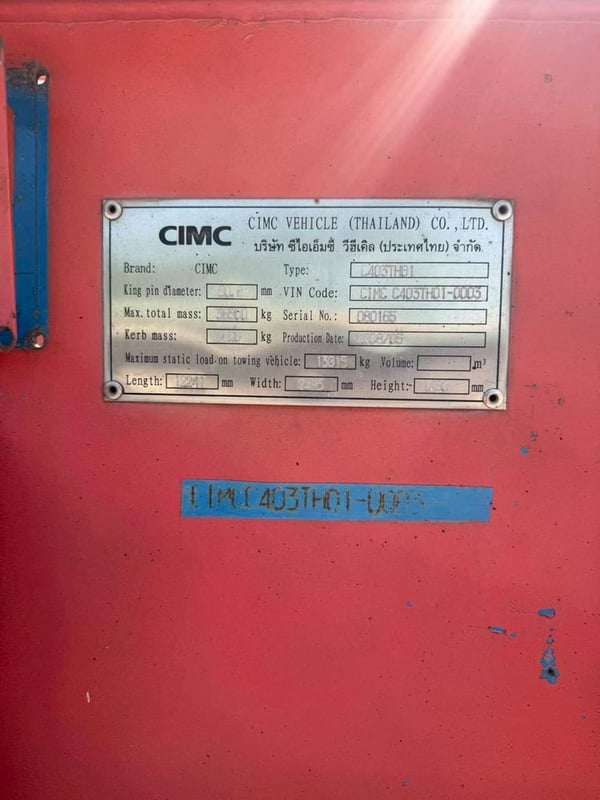 CIMC
CIMC VEHICLE (THAILAND) CO.,LTD.
บริษัท ซีไอเอ็มซี วีฮีเคิล (ประเทศไทย) จำกัด
Brand: CIMC Type: C403TH01
King pin diameter: mm VIN Code: CIMC C403TH01-0003
Max. total mass: kg Serial No.: 080165
Kerb mass: kg Production Date:
Maximum static load on towing vehicle: 13815 kg Volume: m³
Length: 12241 mm Width: mm Height: mm
CIMCC403TH01-0003